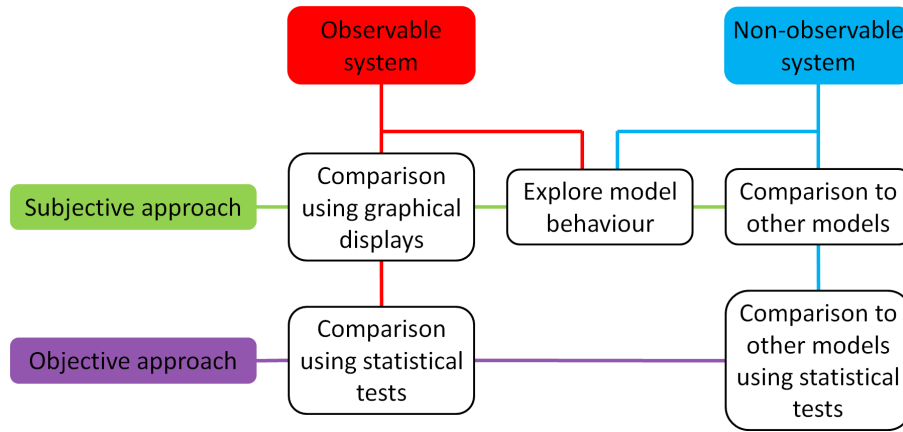 Observable
system
Non-observable
system
Subjective approach
Comparison
using graphical
displays
Explore model
behaviour
Comparison to
other models
Objective approach
Comparison
using statistical
tests
Comparison to
other models
using statistical
tests